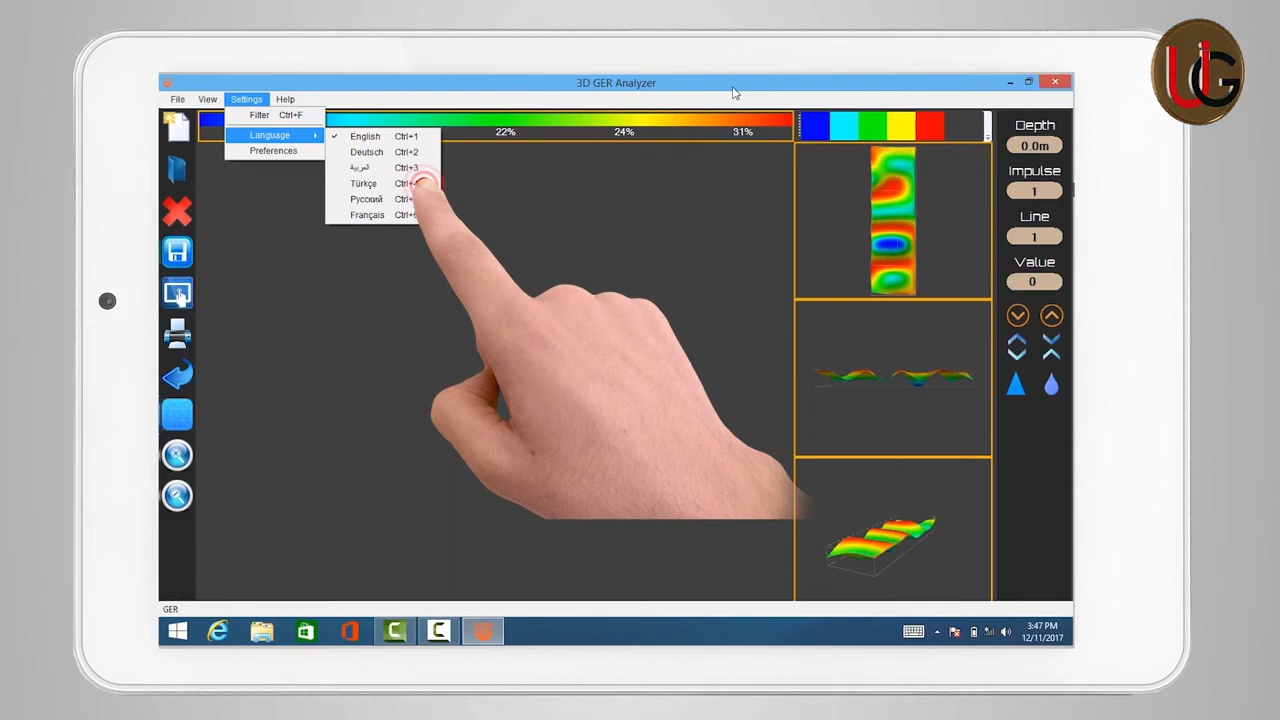 UiG
3D GER Analyzer
File View Settings Help
Filter Ctrl+F
Language
Preferences
English Ctrl+1
Deutsch Ctrl+2
العربية Ctrl+3
Türkçe
Русский
Français
22% 24% 31%
Depth
0.0m
Impulse
1
Line
1
Value
0
GER
3:47 PM
12/11/2017